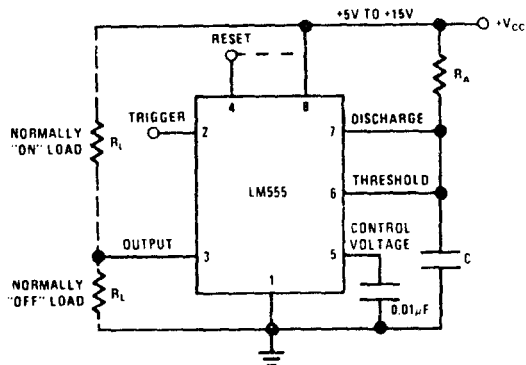 +5V TO +15V
+VCC
RESET
RA
4
8
TRIGGER
2
DISCHARGE
7
NORMALLY
"ON" LOAD
RL
LM555
THRESHOLD
6
CONTROL
VOLTAGE
OUTPUT
3
5
C
NORMALLY
"OFF" LOAD
RL
1
0.01µF